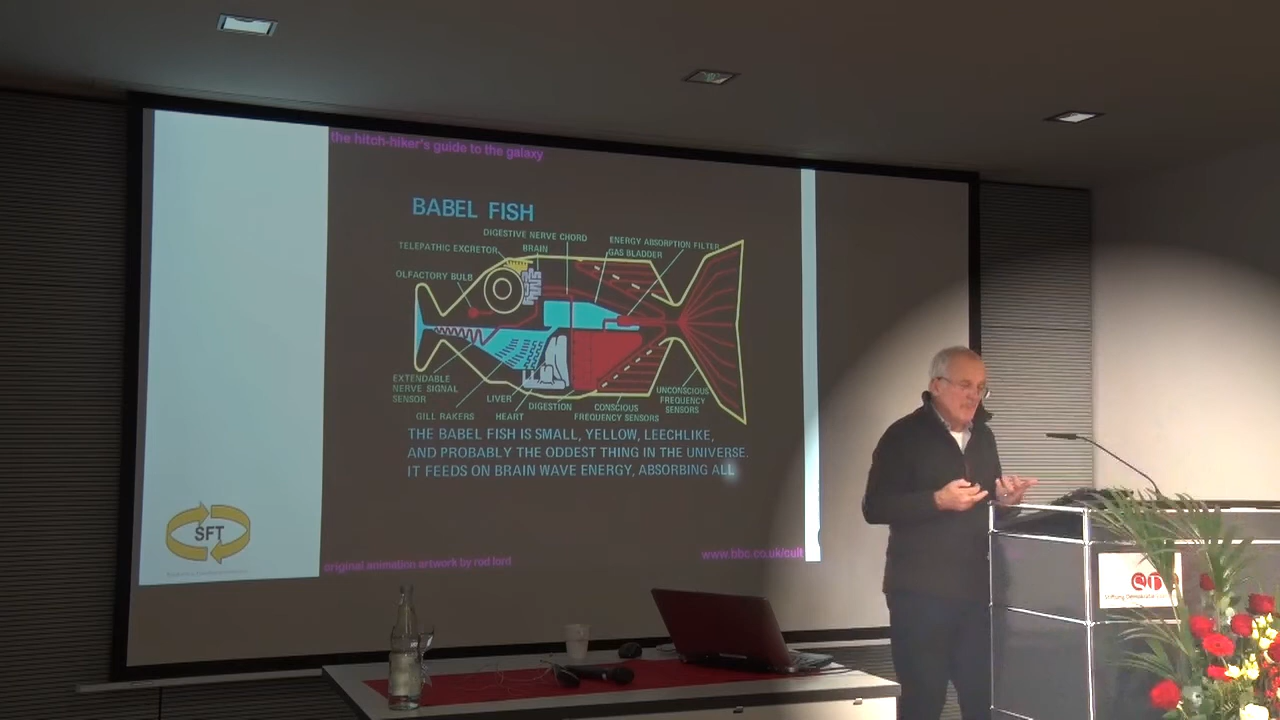 the hitch-hiker's guide to the galaxy
BABEL FISH
DIGESTIVE NERVE CHORD
TELEPATHIC EXCRETOR
BRAIN
ENERGY ABSORPTION FILTER
GAS BLADDER
OLFACTORY BULB
EXTENDABLE
NERVE SIGNAL
SENSOR
GILL RAKERS
LIVER
HEART
DIGESTION
CONSCIOUS
FREQUENCY SENSORS
UNCONSCIOUS
FREQUENCY
SENSORS
THE BABEL FISH IS SMALL, YELLOW, LEECHLIKE,
AND PROBABLY THE ODDEST THING IN THE UNIVERSE.
IT FEEDS ON BRAIN WAVE ENERGY, ABSORBING ALL
SFT
original animation artwork by rod lord
www.bbc.co.uk/cult